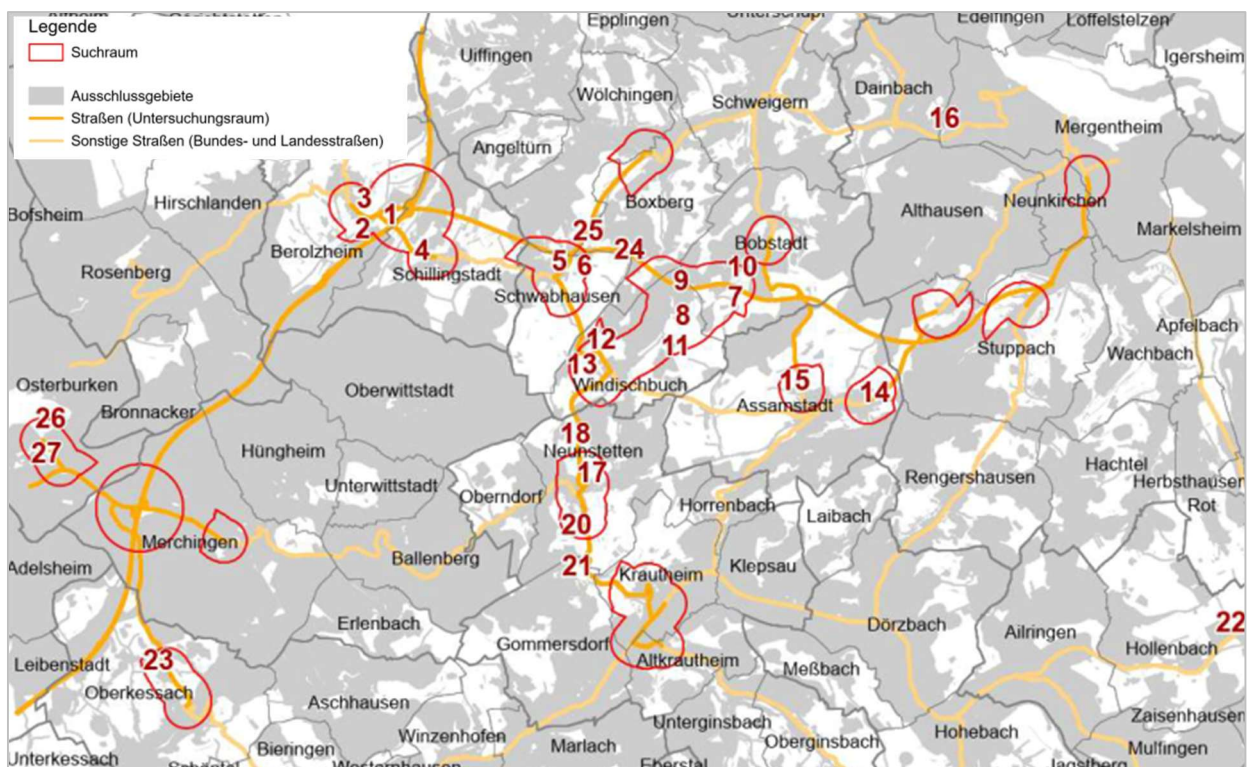 Legende
Suchraum
Ausschlussgebiete
Straßen (Untersuchungsraum)
Sonstige Straßen (Bundes- und Landesstraßen)
Epplingen
Edelfingen
Löffelstelzen
Uiffingen
Igersheim
Wölchingen
Dainbach
Schweigern
16
Mergentheim
Angeltürn
3
Hirschlanden
Boxberg
Neunkirchen
1
Althausen
Bofsheim
2
25
Markelsheim
Berolzheim
4
24
Bobstadt
Rosenberg
Schillingstadt
5
6
10
9
Schwabhausen
7
8
Apfelbach
12
11
Stuppach
Wachbach
13
Osterburken
Oberwittstadt
Windischbuch
15
14
Bronnacker
Assamstadt
26
18
27
Hüngheim
Neunstetten
Hachtel
17
Rengershausen
Herbsthausen
Unterwittstadt
Oberndorf
Horrenbach
Rot
Laibach
20
Merchingen
Ballenberg
21
Adelsheim
Krautheim
Klepsau
Erlenbach
Dörzbach
22
Ailringen
Gommersdorf
Hollenbach
Leibenstadt
23
Altkrautheim
Meßbach
Oberkessach
Aschhausen
Zaisenhausen
Unterginsbach
Winzenhofen
Hohebach
Bieringen
Marlach
Oberginsbach
Mulfingen
Unterkessach